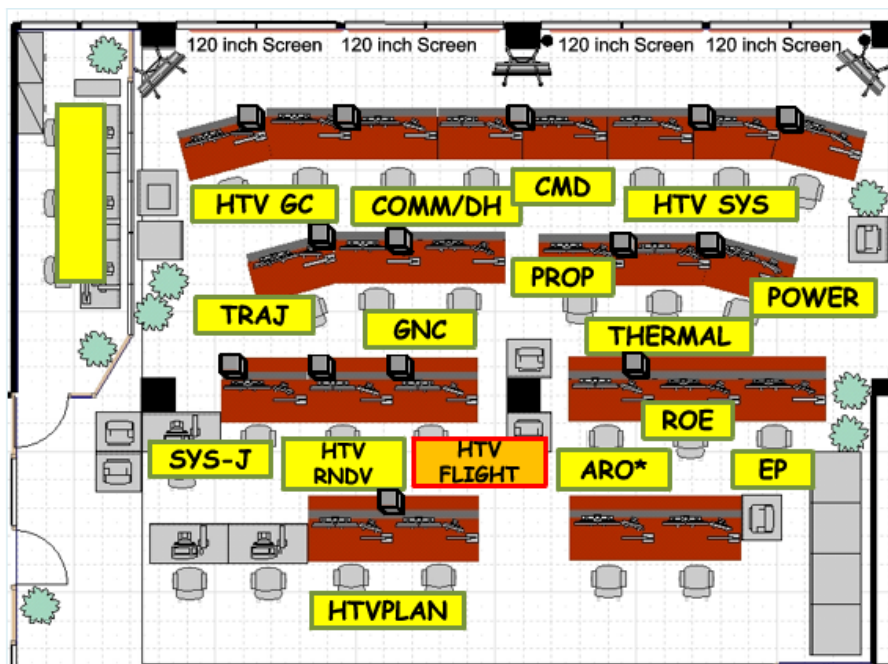 120 inch Screen
120 inch Screen
120 inch Screen
120 inch Screen
HTV GC
COMM/DH
CMD
HTV SYS
TRAJ
GNC
PROP
THERMAL
POWER
SYS-J
HTV
RNDV
HTV
FLIGHT
ARO*
ROE
EP
HTVPLAN